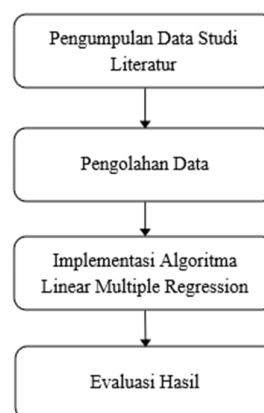 Pengumpulan Data Studi
Literatur
Pengolahan Data
Implementasi Algoritma
Linear Multiple Regression
Evaluasi Hasil